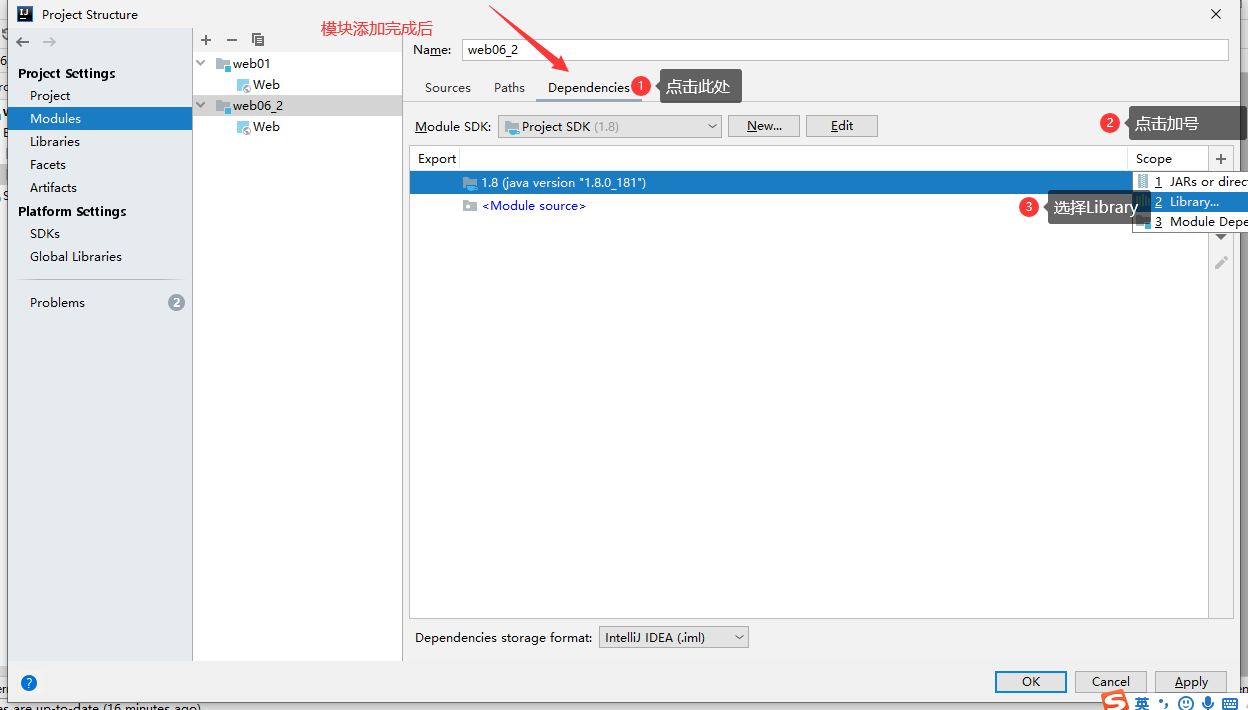 Project Structure
模块添加完成后
Name: web06_2
Project Settings
Project
Modules
Libraries
Facets
Artifacts
Platform Settings
SDKs
Global Libraries
Problems 2
web01
Web
web06_2
Web
Sources Paths Dependencies 1 点击此处
Module SDK: Project SDK (1.8) New... Edit
2 点击加号
Export Scope
1.8 (java version "1.8.0_181")
<Module source>
1 JARs or direc
3 选择Library 2 Library...
3 Module Depe
Dependencies storage format: IntelliJ IDEA (.iml)
? OK Cancel Apply
es are up-to-date (16 minutes ago)
S 英